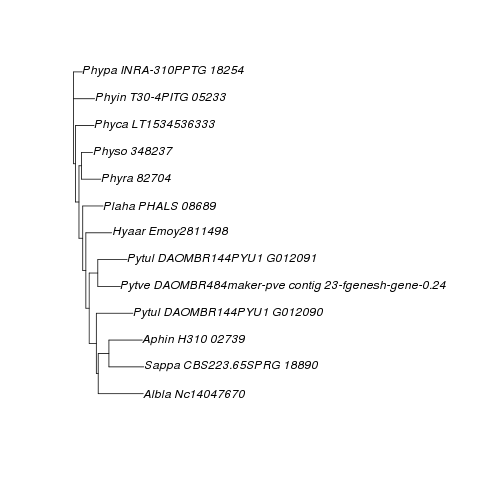 Phypa INRA-310PPTG 18254
Phyin T30-4PITG 05233
Phyca LT1534536333
Physo 348237
Phyra 82704
Plaha PHALS 08689
Hyaar Emoy2811498
Pytul DAOMBR144PYU1 G012091
Pytve DAOMBR484maker-pve contig 23-fgenesh-gene-0.24
Pytul DAOMBR144PYU1 G012090
Aphin H310 02739
Sappa CBS223.65SPRG 18890
Albla Nc14047670